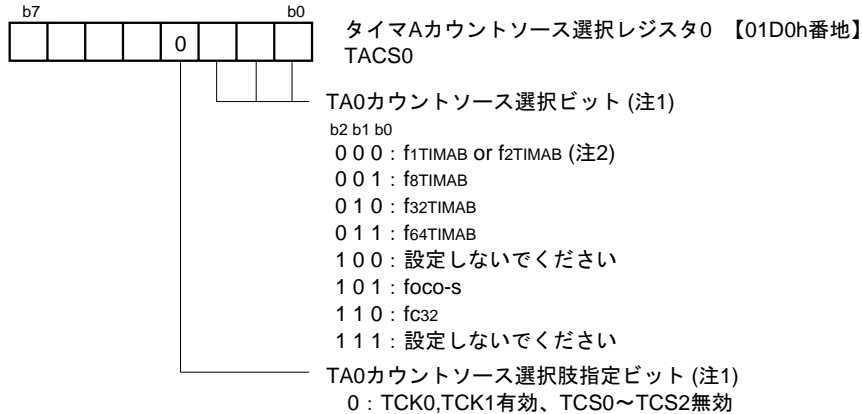 b7 b0
0
タイマAカウントソース選択レジスタ0 【01D0h番地】
TACS0
TA0カウントソース選択ビット (注1)
b2 b1 b0
0 0 0 : f1TIMAB or f2TIMAB (注2)
0 0 1 : f8TIMAB
0 1 0 : f32TIMAB
0 1 1 : f64TIMAB
1 0 0 : 設定しないでください
1 0 1 : foco-s
1 1 0 : fc32
1 1 1 : 設定しないでください
TA0カウントソース選択肢指定ビット (注1)
0 : TCK0,TCK1有効、TCS0～TCS2無効